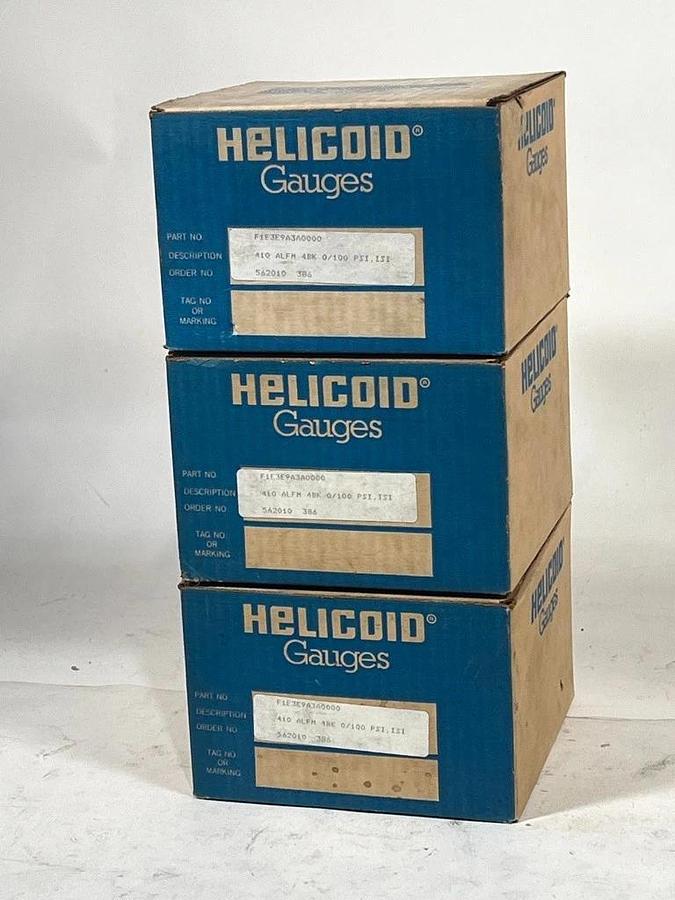 HELICOID®
Gauges
PART NO. F1E3E9A3A0000
DESCRIPTION 410 ALFM 4BK 0/100 PSI,ISI
ORDER NO 562010 386
TAG NO
OR
MARKING
HELICOID
Gauges
HELICOID®
Gauges
PART NO F1E3E9A3A0000
DESCRIPTION 410 ALFM 4BK 0/100 PSI,ISI
ORDER NO 562010 386
TAG NO
OR
MARKING
HELICOID
Gauges
HELICOID®
Gauges
PART NO F1E3E9A3A0000
DESCRIPTION 410 ALFM 4BK 0/100 PSI,ISI
ORDER NO 562010 386
TAG NO
OR
MARKING
HELICOID
Gauges